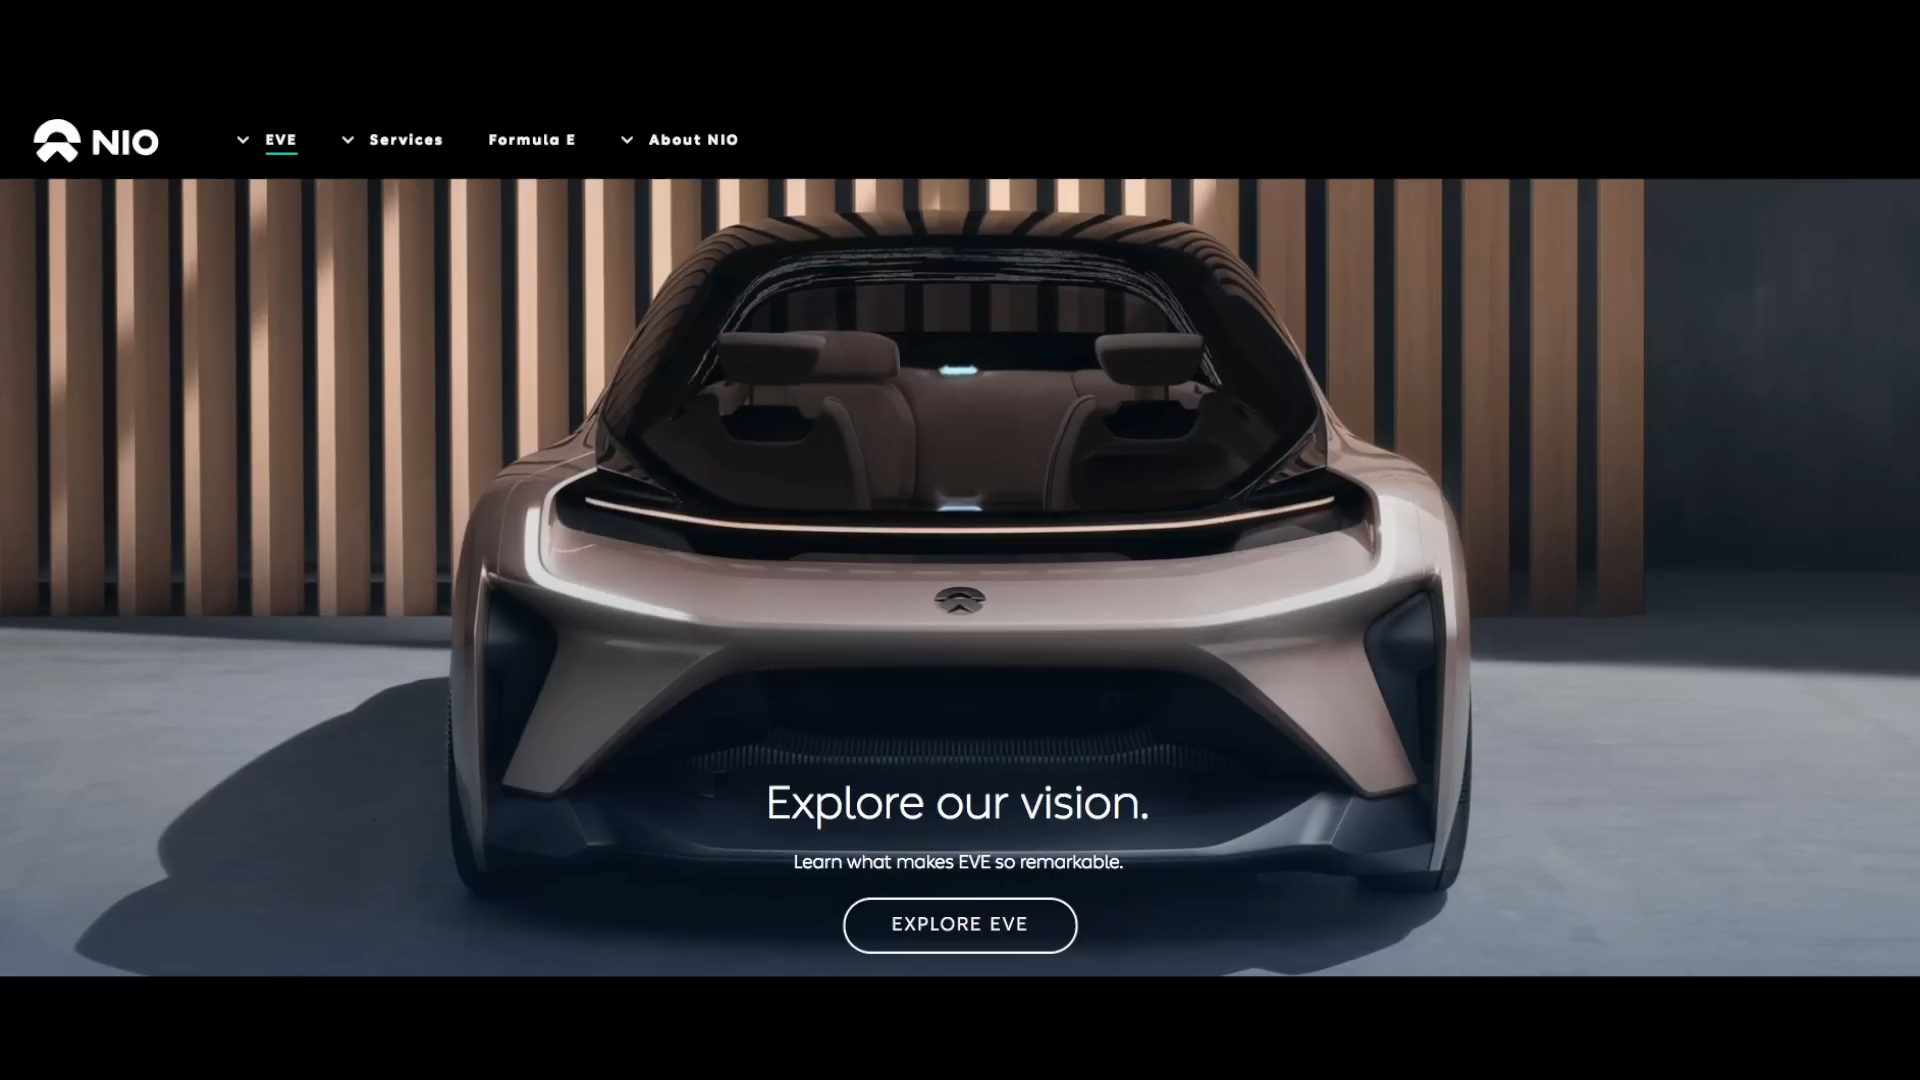 NIO
EVE
Services
Formula E
About NIO
Explore our vision.
Learn what makes EVE so remarkable.
EXPLORE EVE